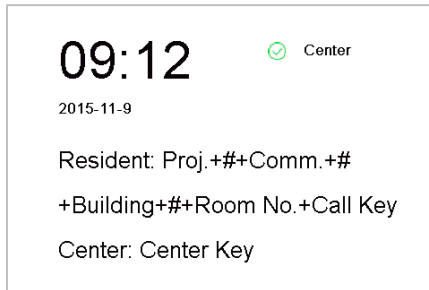 09:12
Center
2015-11-9
Resident: Proj.+#+Comm.+#
+Building+#+Room No.+Call Key
Center: Center Key